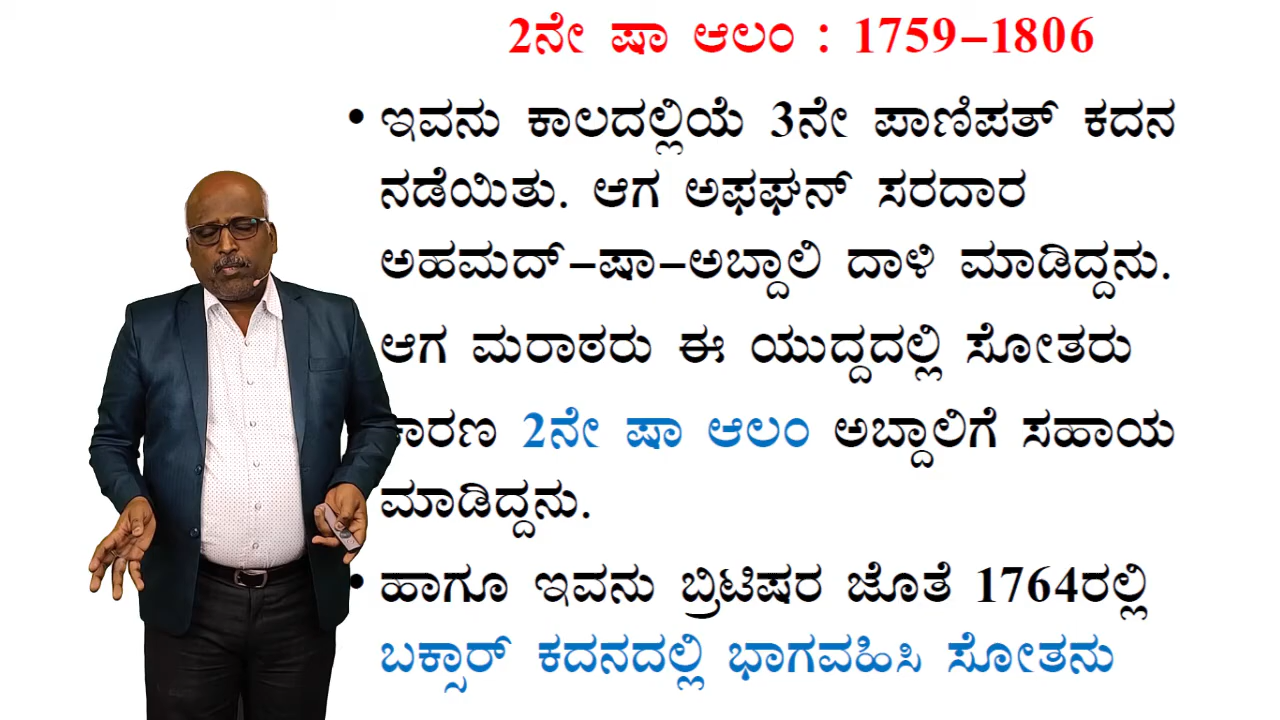 2ನೇ ಷಾ ಆಲಂ : 1759–1806
• ಇವನು ಕಾಲದಲ್ಲಿಯೆ 3ನೇ ಪಾಣಿಪತ್ ಕದನ
ನಡೆಯಿತು. ಆಗ ಅಫಘನ್ ಸರದಾರ
ಅಹಮದ್–ಷಾ–ಅಬ್ದಾಲಿ ದಾಳಿ ಮಾಡಿದ್ದನು.
ಆಗ ಮರಾಠರು ಈ ಯುದ್ದದಲ್ಲಿ ಸೋತರು
ಕಾರಣ 2ನೇ ಷಾ ಆಲಂ ಅಬ್ದಾಲಿಗೆ ಸಹಾಯ
ಮಾಡಿದ್ದನು.
• ಹಾಗೂ ಇವನು ಬ್ರಿಟಿಷರ ಜೊತೆ 1764ರಲ್ಲಿ
ಬಕ್ಸಾರ್ ಕದನದಲ್ಲಿ ಭಾಗವಹಿಸಿ ಸೋತನು